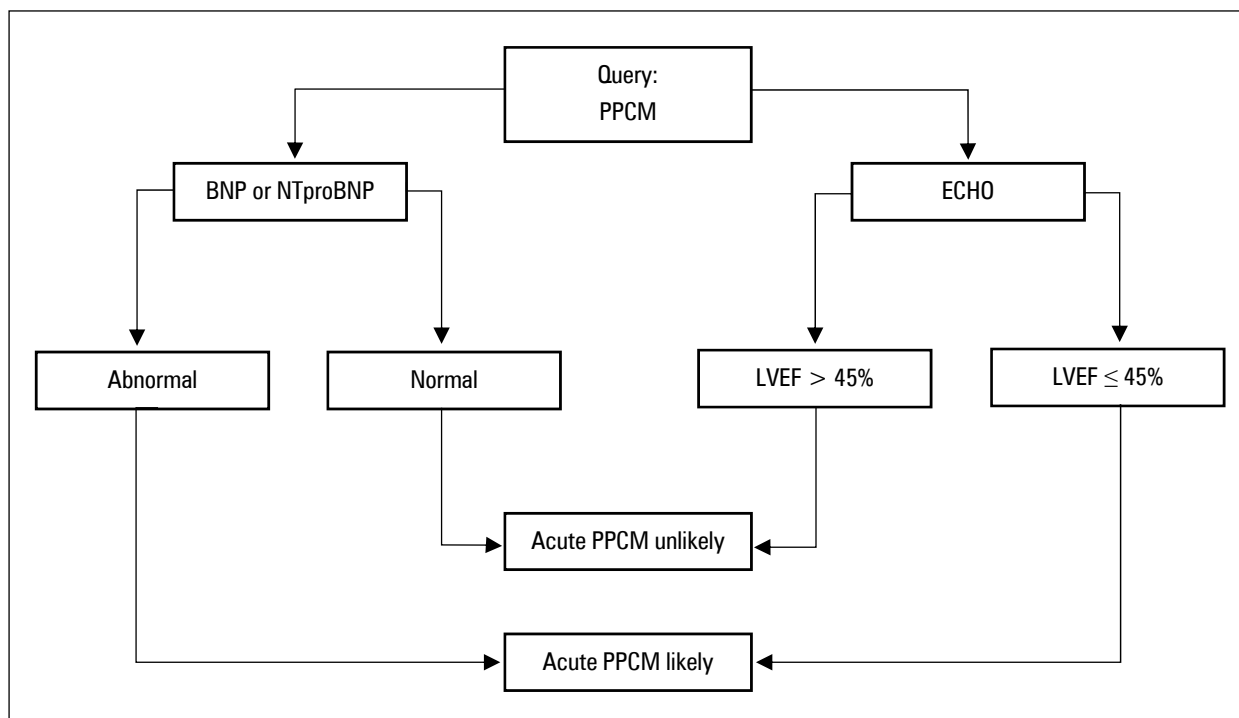 Query:
PPCM
BNP or NTproBNP
ECHO
Abnormal
Normal
LVEF > 45%
LVEF ≤ 45%
Acute PPCM unlikely
Acute PPCM likely